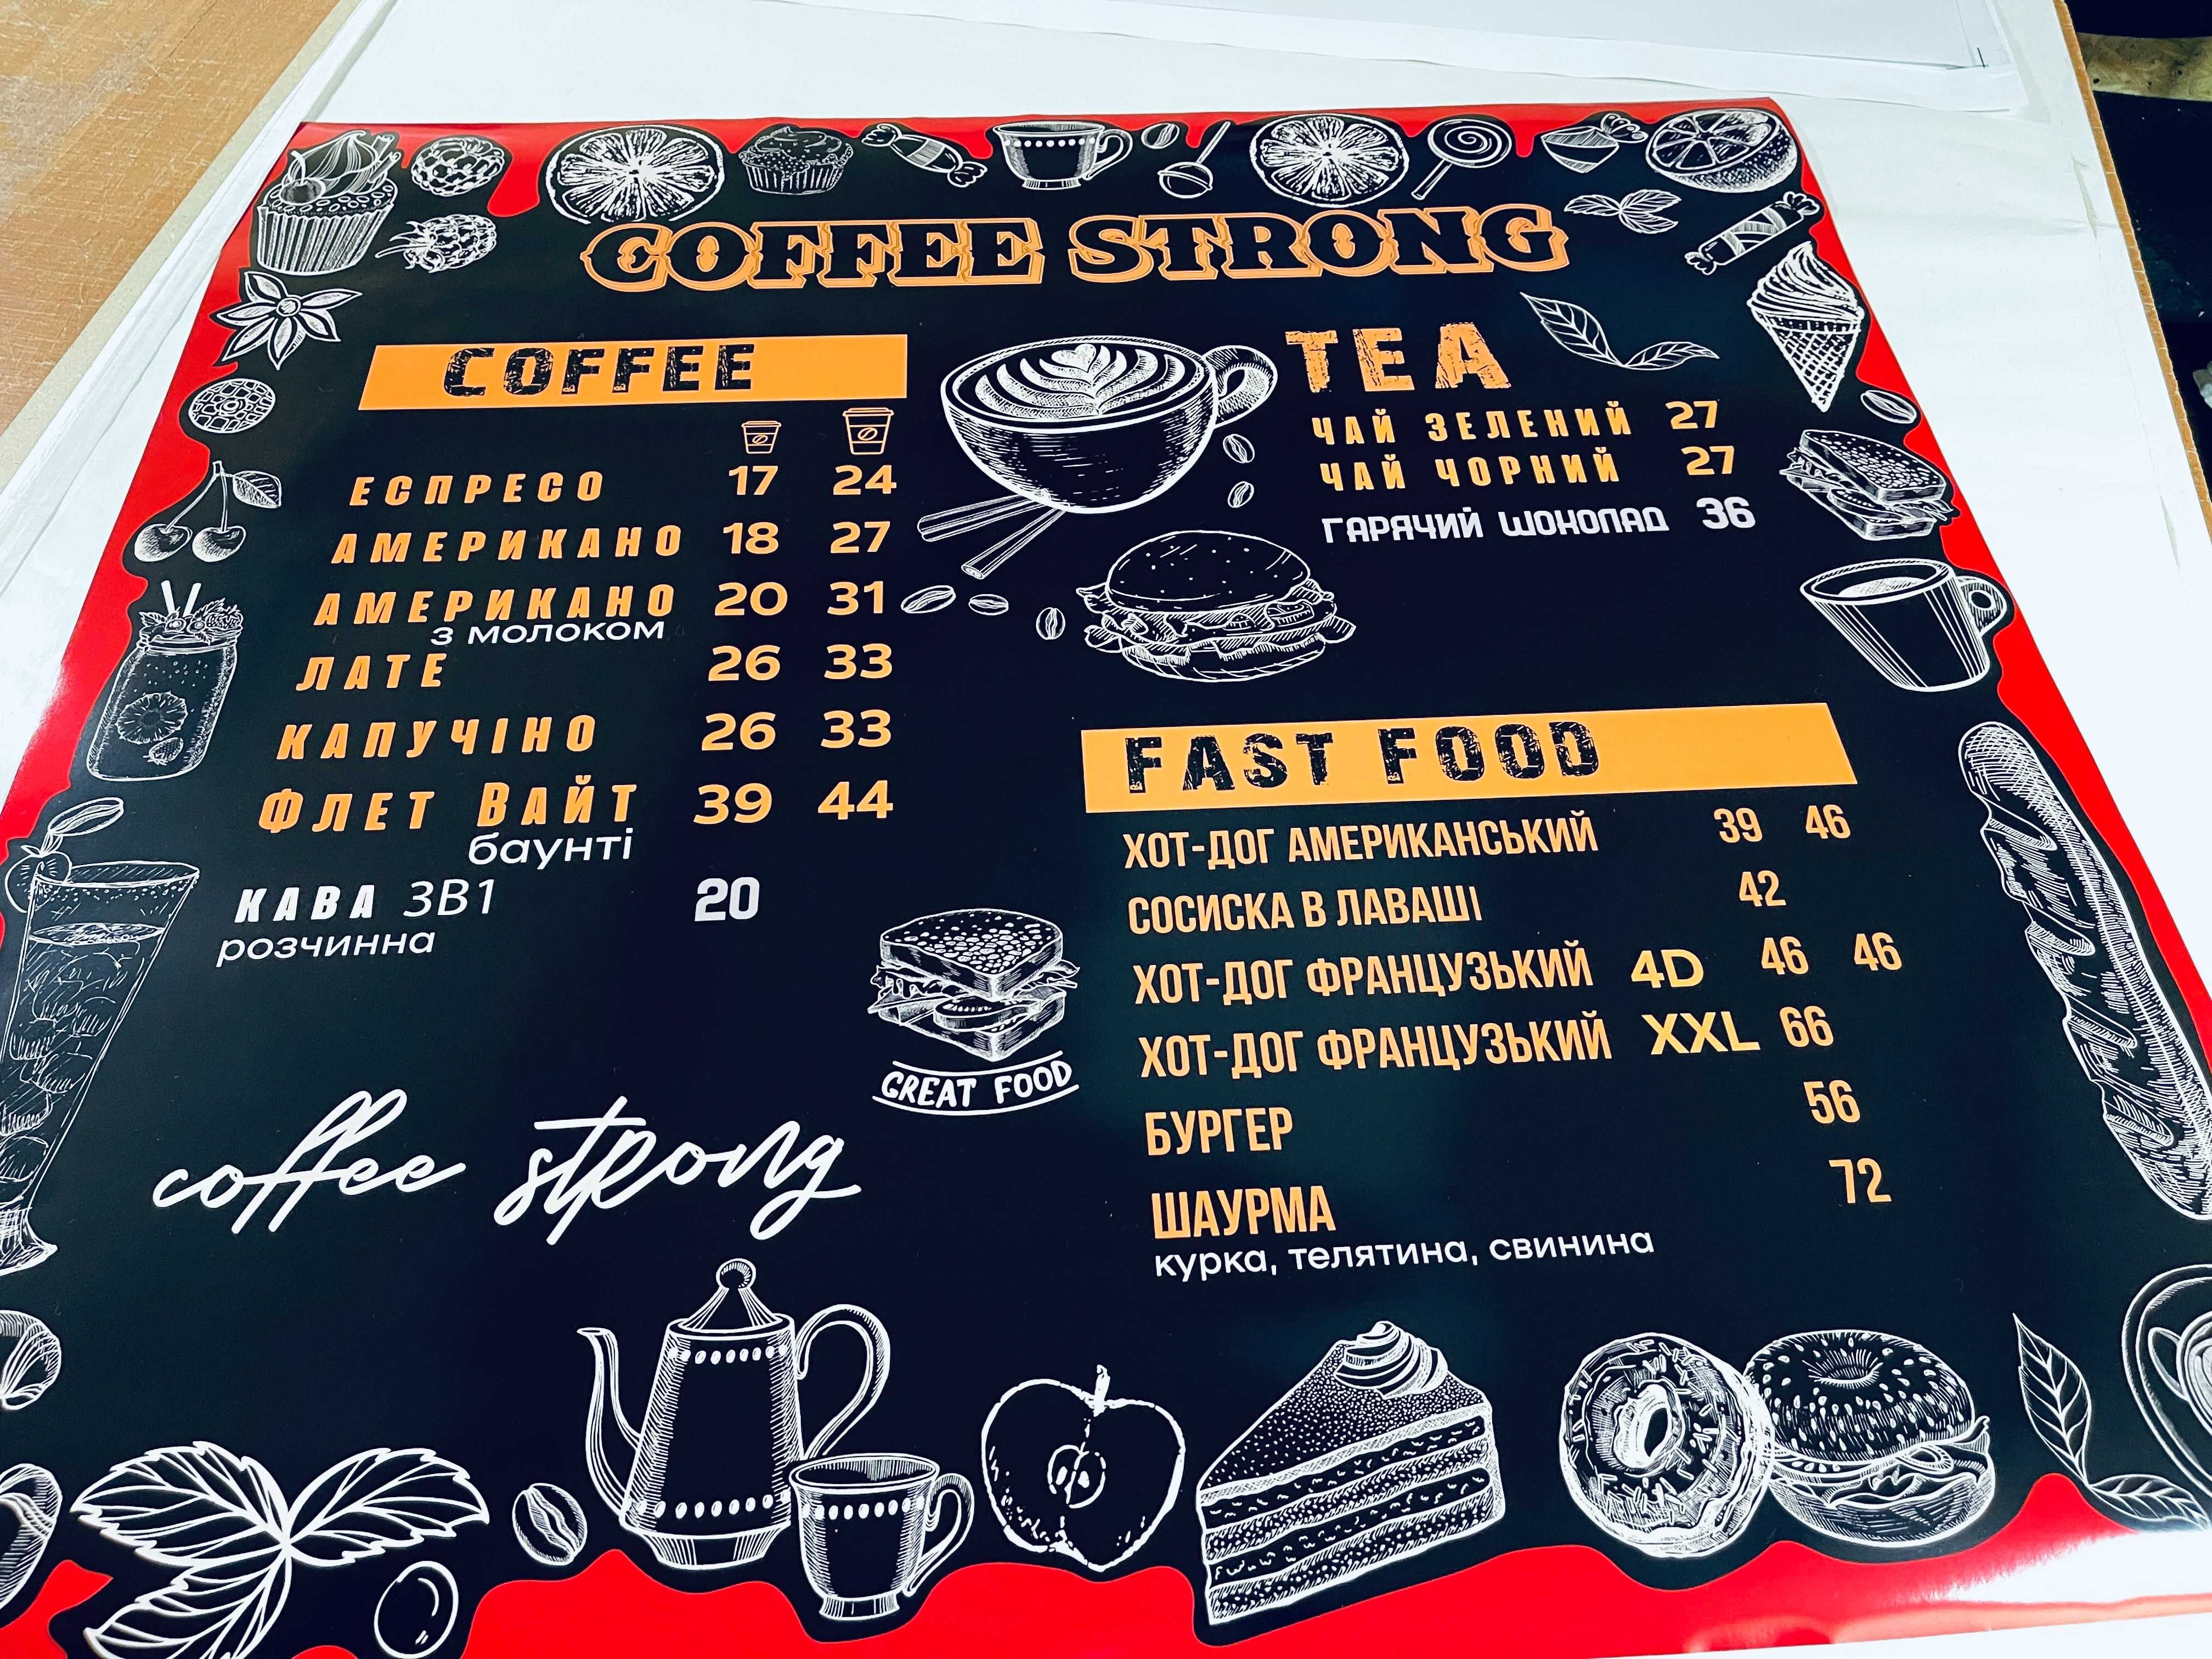 COFFEE STRONG
COFFEE
ЕСПРЕСО 17 24
АМЕРИКАНО 18 27
АМЕРИКАНО 20 31
з молоком
ЛАТЕ 26 33
КАПУЧІНО 26 33
ФЛЕТ ВАЙТ 39 44
баунті
КАВА 3В1 20
розчинна
coffee strong
TEA
ЧАЙ ЗЕЛЕНИЙ 27
ЧАЙ ЧОРНИЙ 27
ГАРЯЧИЙ ШОКОЛАД 36
GREAT FOOD
FAST FOOD
ХОТ-ДОГ АМЕРИКАНСЬКИЙ 39 46
СОСИСКА В ЛАВАШІ 42
ХОТ-ДОГ ФРАНЦУЗЬКИЙ 4D 46 46
ХОТ-ДОГ ФРАНЦУЗЬКИЙ XXL 66
БУРГЕР 56
ШАУРМА 72
курка, телятина, свинина